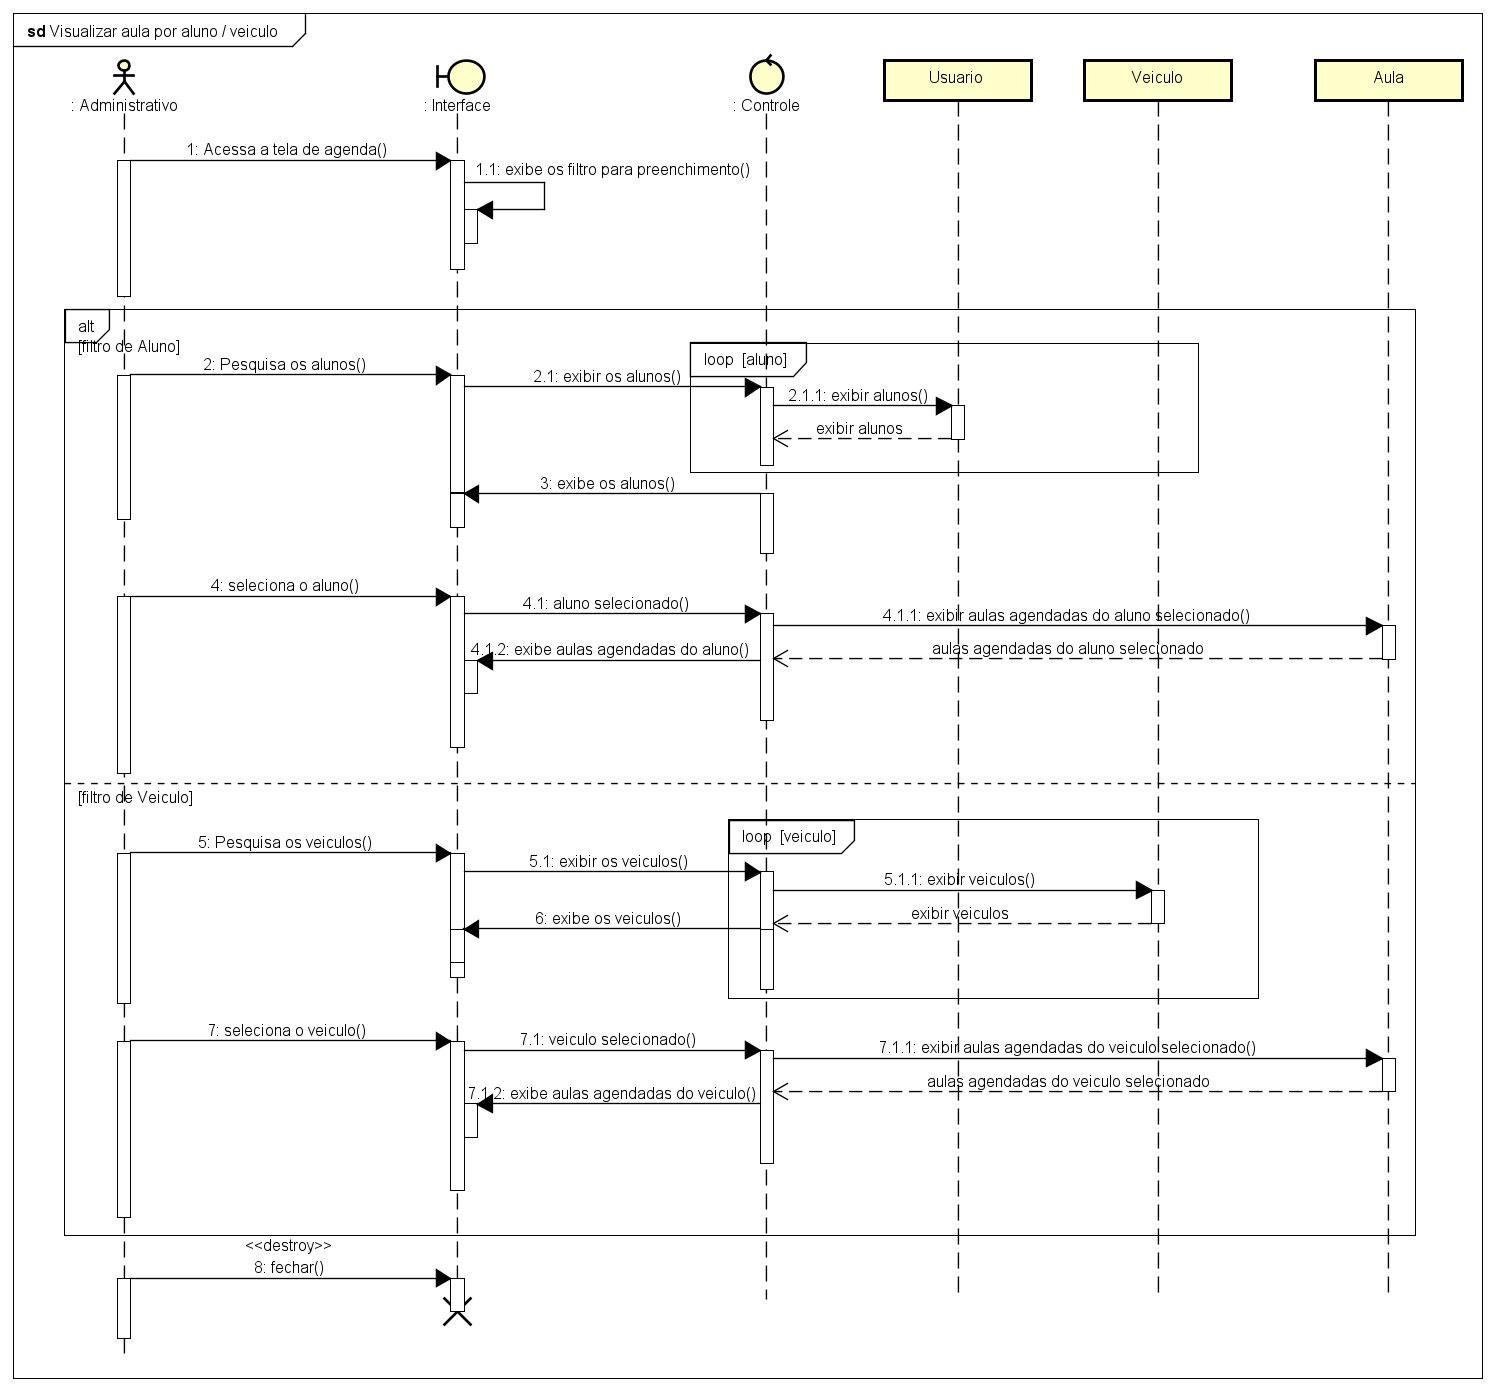 sd Visualizar aula por aluno / veiculo
: Administrativo
: Interface
: Controle
Usuario
Veiculo
Aula
1: Acessa a tela de agenda()
1.1: exibe os filtro para preenchimento()
alt
[filtro de Aluno]
loop [aluno]
2: Pesquisa os alunos()
2.1: exibir os alunos()
2.1.1: exibir alunos()
exibir alunos
3: exibe os alunos()
4: seleciona o aluno()
4.1: aluno selecionado()
4.1.1: exibir aulas agendadas do aluno selecionado()
4.1.2: exibe aulas agendadas do aluno()
aulas agendadas do aluno selecionado
[filtro de Veiculo]
loop [veiculo]
5: Pesquisa os veiculos()
5.1: exibir os veiculos()
5.1.1: exibir veiculos()
6: exibe os veiculos()
exibir veiculos
7: seleciona o veiculo()
7.1: veiculo selecionado()
7.1.1: exibir aulas agendadas do veiculo selecionado()
aulas agendadas do veiculo selecionado
7.1.2: exibe aulas agendadas do veiculo()
<<destroy>>
8: fechar()